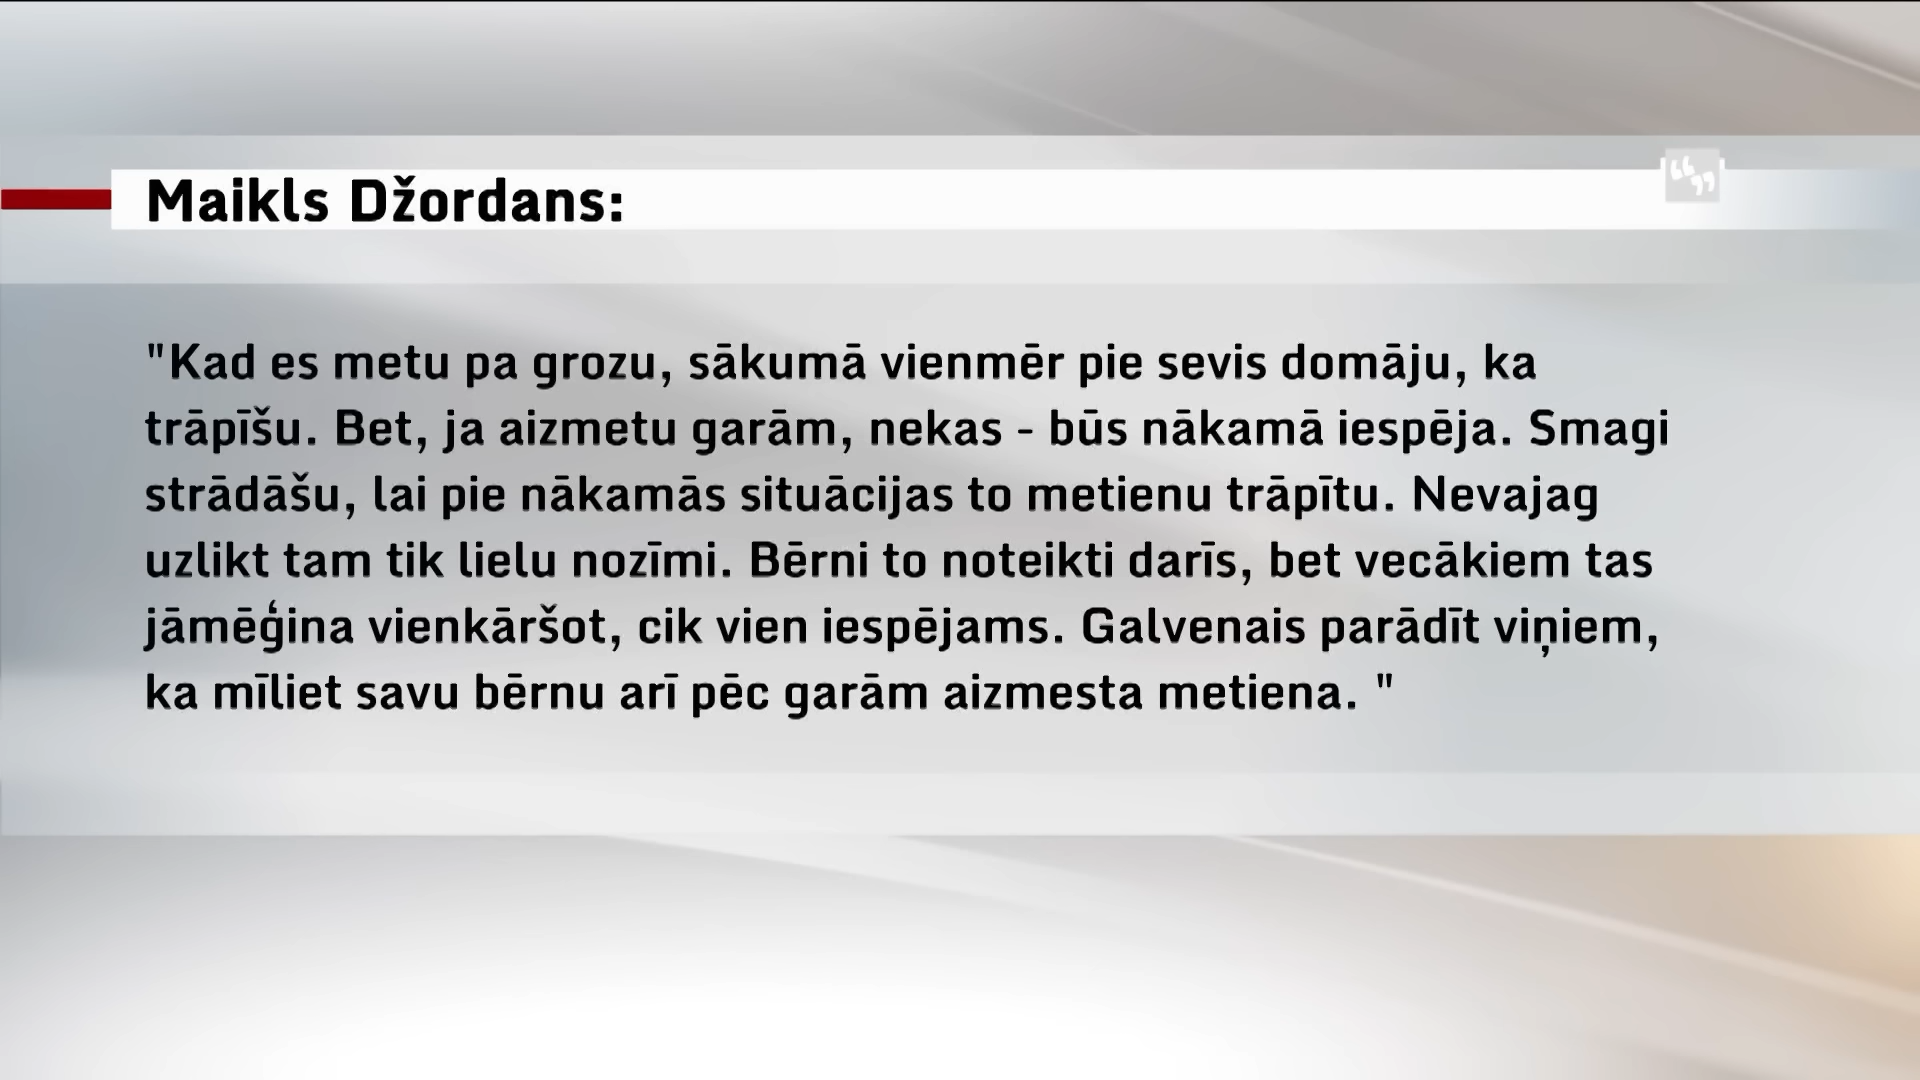 Maikls Džordans:
"Kad es metu pa grozu, sākumā vienmēr pie sevis domāju, ka
trāpīšu. Bet, ja aizmetu garām, nekas - būs nākamā iespēja. Smagi
strādāšu, lai pie nākamās situācijas to metienu trāpītu. Nevajag
uzlikt tam tik lielu nozīmi. Bērni to noteikti darīs, bet vecākiem tas
jāmēģina vienkāršot, cik vien iespējams. Galvenais parādīt viņiem,
ka mīliet savu bērnu arī pēc garām aizmesta metiena. "